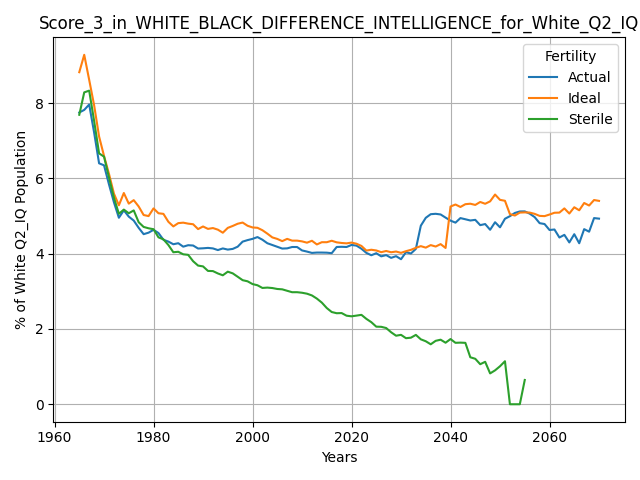 Score_3_in_WHITE_BLACK_DIFFERENCE_INTELLIGENCE_for_White_Q2_IQ
Fertility
Actual
Ideal
Sterile
% of White Q2_IQ Population
8
6
4
2
0
1960 1980 2000 2020 2040 2060
Years